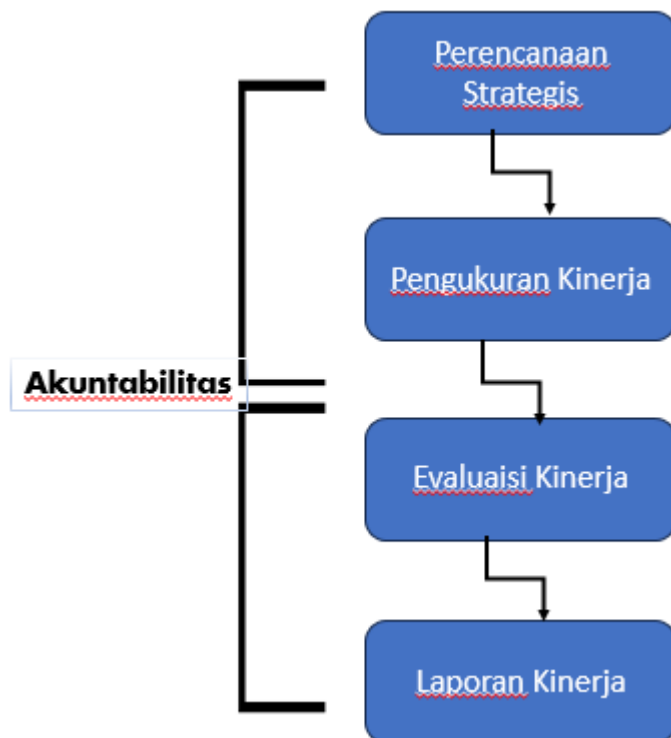 Perencanaan
Strategis
Pengukuran Kinerja
Akuntabilitas
Evaluaisi Kinerja
Laporan Kinerja